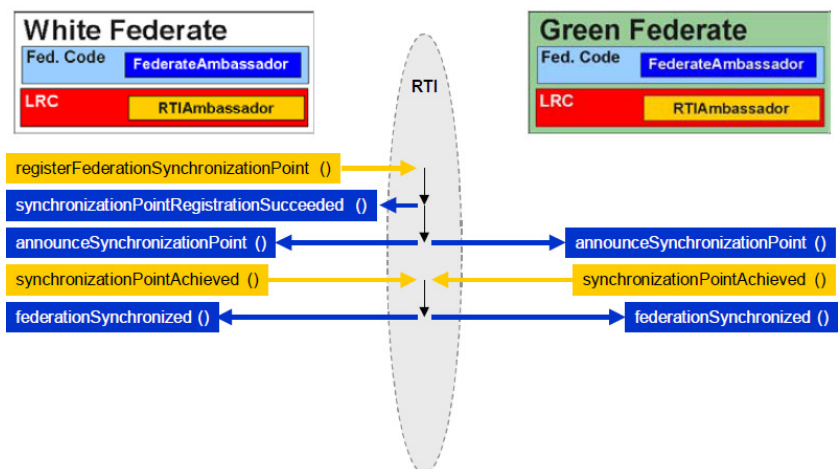 White Federate
Fed. Code
FederateAmbassador
LRC
RTIAmbassador
RTI
Green Federate
Fed. Code
FederateAmbassador
LRC
RTIAmbassador
registerFederationSynchronizationPoint ()
synchronizationPointRegistrationSucceeded ()
announceSynchronizationPoint ()
announceSynchronizationPoint ()
synchronizationPointAchieved ()
synchronizationPointAchieved ()
federationSynchronized ()
federationSynchronized ()